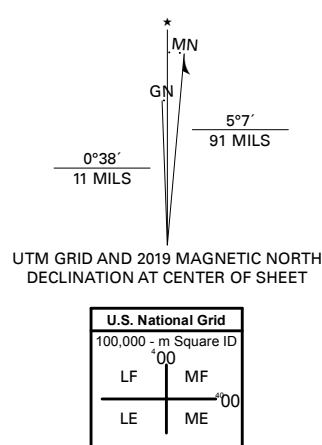 ★
MN
GN
5°7´
91 MILS
0°38´
11 MILS
UTM GRID AND 2019 MAGNETIC NORTH
DECLINATION AT CENTER OF SHEET
U.S. National Grid
100,000 - m Square ID
⁴00
LF MF
⁴⁰00
LE ME